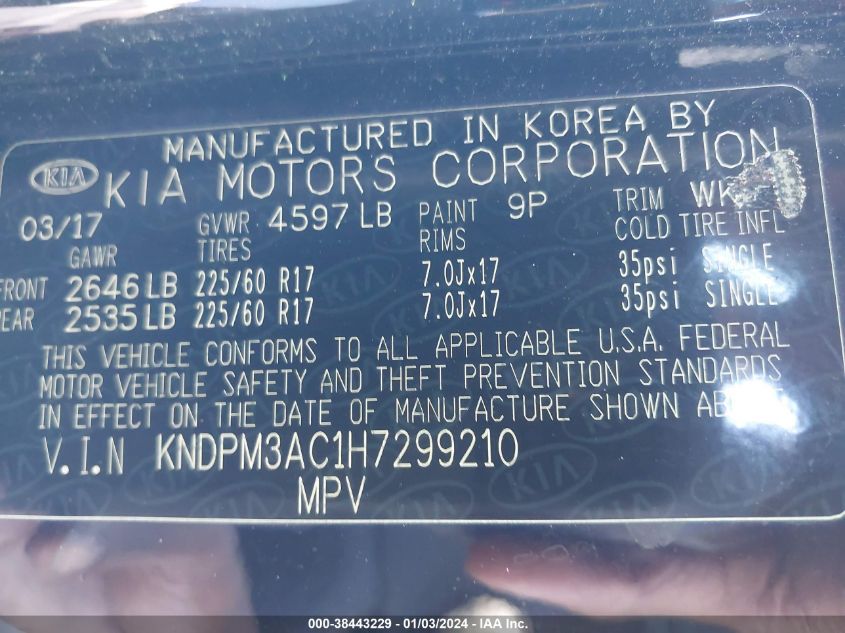 MANUFACTURED IN KOREA BY
KIA KIA MOTORS CORPORATION
03/17 GVWR 4597 LB PAINT 9P TRIM
GAWR TIRES RIMS COLD TIRE INFL
FRONT 2646 LB 225/60 R17 7.0Jx17 35psi SINGLE
REAR 2535 LB 225/60 R17 7.0Jx17 35psi SINGLE
THIS VEHICLE CONFORMS TO ALL APPLICABLE U.S.A. FEDERAL
MOTOR VEHICLE SAFETY AND THEFT PREVENTION STANDARDS
IN EFFECT ON THE DATE OF MANUFACTURE SHOWN
V.I.N KNDPM3AC1H7299210
MPV
000-38443229 - 01/03/2024 - IAA Inc.